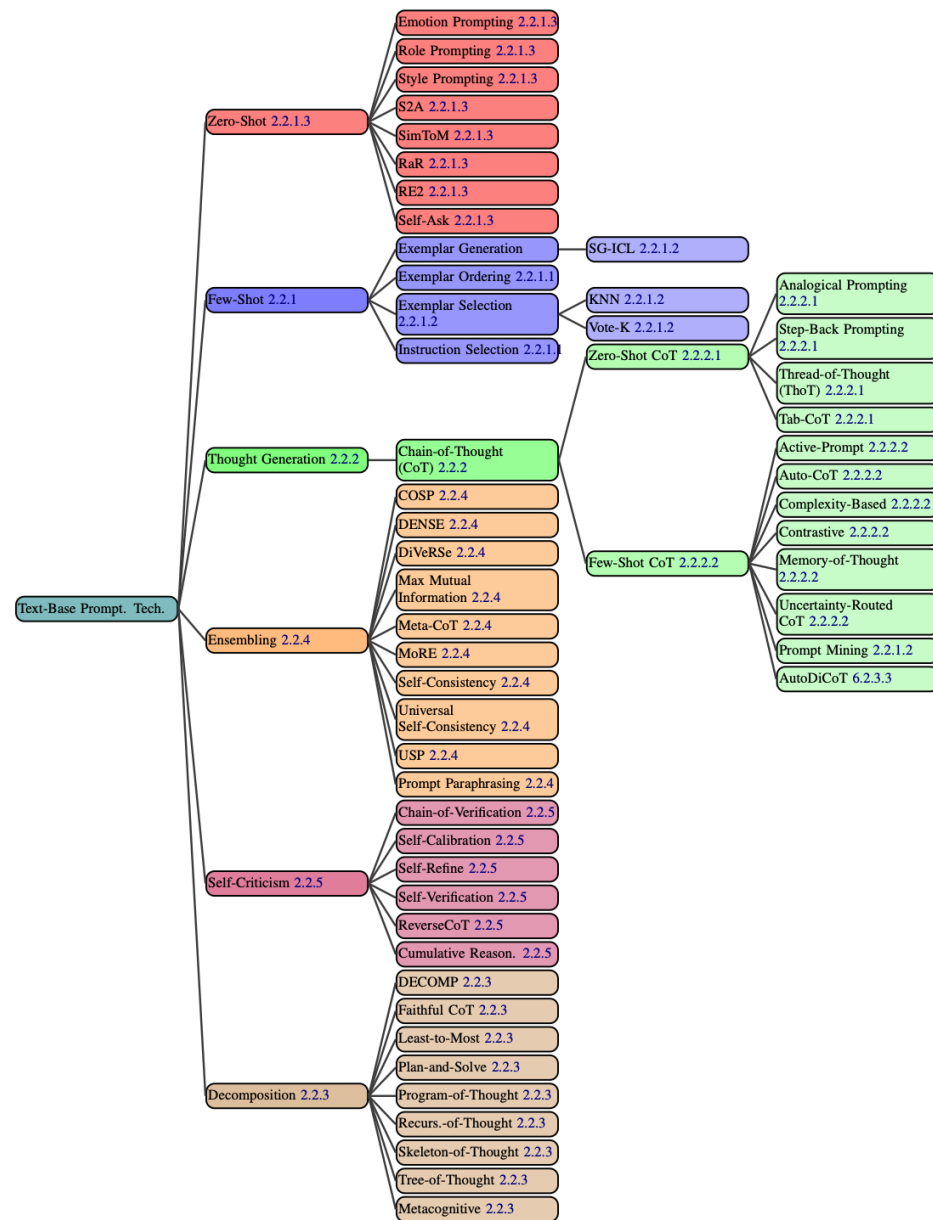 Emotion Prompting 2.2.1.3
Role Prompting 2.2.1.3
Style Prompting 2.2.1.3
S2A 2.2.1.3
Zero-Shot 2.2.1.3
SimToM 2.2.1.3
RaR 2.2.1.3
RE2 2.2.1.3
Self-Ask 2.2.1.3
Exemplar Generation
SG-ICL 2.2.1.2
Exemplar Ordering 2.2.1.1
Few-Shot 2.2.1
Exemplar Selection
2.2.1.2
KNN 2.2.1.2
Vote-K 2.2.1.2
Instruction Selection 2.2.1.1
Zero-Shot CoT 2.2.2.1
Analogical Prompting
2.2.2.1
Step-Back Prompting
2.2.2.1
Thread-of-Thought
(ThoT) 2.2.2.1
Tab-CoT 2.2.2.1
Thought Generation 2.2.2
Chain-of-Thought
(CoT) 2.2.2
Active-Prompt 2.2.2.2
Auto-CoT 2.2.2.2
Complexity-Based 2.2.2.2
Contrastive 2.2.2.2
Few-Shot CoT 2.2.2.2
Memory-of-Thought
2.2.2.2
Uncertainty-Routed
CoT 2.2.2.2
Prompt Mining 2.2.1.2
AutoDiCoT 6.2.3.3
COSP 2.2.4
DENSE 2.2.4
DiVeRSe 2.2.4
Max Mutual
Information 2.2.4
Text-Base Prompt. Tech.
Meta-CoT 2.2.4
Ensembling 2.2.4
MoRE 2.2.4
Self-Consistency 2.2.4
Universal
Self-Consistency 2.2.4
USP 2.2.4
Prompt Paraphrasing 2.2.4
Chain-of-Verification 2.2.5
Self-Calibration 2.2.5
Self-Refine 2.2.5
Self-Criticism 2.2.5
Self-Verification 2.2.5
ReverseCoT 2.2.5
Cumulative Reason. 2.2.5
DECOMP 2.2.3
Faithful CoT 2.2.3
Least-to-Most 2.2.3
Plan-and-Solve 2.2.3
Decomposition 2.2.3
Program-of-Thought 2.2.3
Recurs.-of-Thought 2.2.3
Skeleton-of-Thought 2.2.3
Tree-of-Thought 2.2.3
Metacognitive 2.2.3